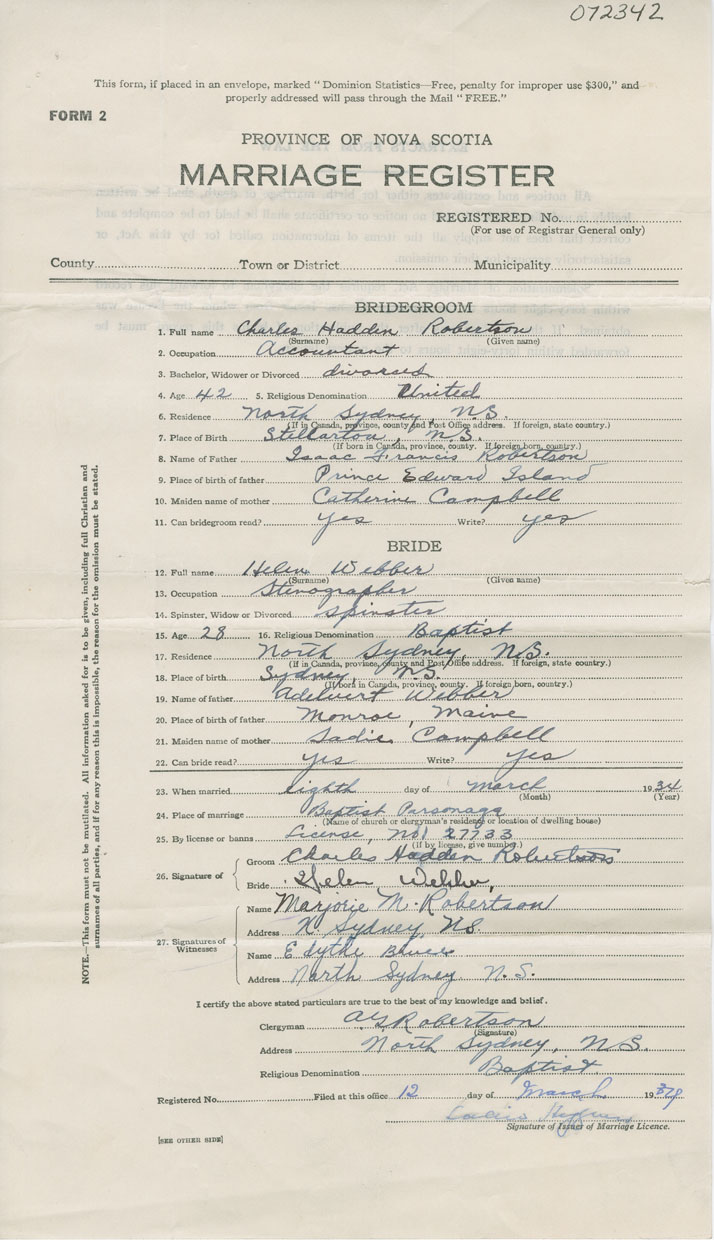 072342
This form, if placed in an envelope, marked "Dominion Statistics—Free, penalty for improper use $300," and
properly addressed will pass through the Mail "FREE."
FORM 2
PROVINCE OF NOVA SCOTIA
MARRIAGE REGISTER
REGISTERED No.
(For use of Registrar General only)
County Town or District Municipality
BRIDEGROOM
1. Full name Charles Hadden Robertson
(Surname) (Given name)
2. Occupation Accountant
3. Bachelor, Widower or Divorced divorced
4. Age 42 5. Religious Denomination United
6. Residence North Sydney, N.S.
(If in Canada, province, county and Post Office address. If foreign, state country.)
7. Place of Birth Stellarton, N.S.
(If born in Canada, province, county. If foreign born, country.)
8. Name of Father Isaac Francis Robertson
9. Place of birth of father Prince Edward Island
10. Maiden name of mother Catherine Campbell
11. Can bridegroom read? yes Write? yes
BRIDE
12. Full name Helen Webber
(Surname) (Given name)
13. Occupation Stenographer
14. Spinster, Widow or Divorced spinster
15. Age 28 16. Religious Denomination Baptist
17. Residence North Sydney, N.S.
(If in Canada, province, county and Post Office address. If foreign, state country.)
18. Place of birth Sydney, N.S.
(If born in Canada, province, county. If foreign born, country.)
19. Name of father Adelbert Webber
20. Place of birth of father Monroe, Maine
21. Maiden name of mother Sadie Campbell
22. Can bride read? yes Write? yes
23. When married eighth day of March 1934
(Month) (Year)
24. Place of marriage Baptist Parsonage
(Name of church or clergyman's residence or location of dwelling house)
25. By license or banns License, No. 27733
(if by license, give number.)
26. Signature of
Groom Charles Hadden Robertson
Bride Helen Webber
27. Signatures of Witnesses
Name Marjorie M. Robertson
Address N. Sydney, N.S.
Name Edythe Bruce
Address North Sydney N.S.
I certify the above stated particulars are true to the best of my knowledge and belief.
Clergyman Robertson
(Signature)
Address North Sydney, N.S.
Religious Denomination Baptist
Registered No. Filed at this office 12 day of March 19
Signature of Issuer of Marriage Licence.
[SEE OTHER SIDE]
NOTE.—This form must not be mutilated. All information asked for is to be given, including full Christian and
surnames of all parties, and if for any reason this is impossible, the reason for the omission must be stated.